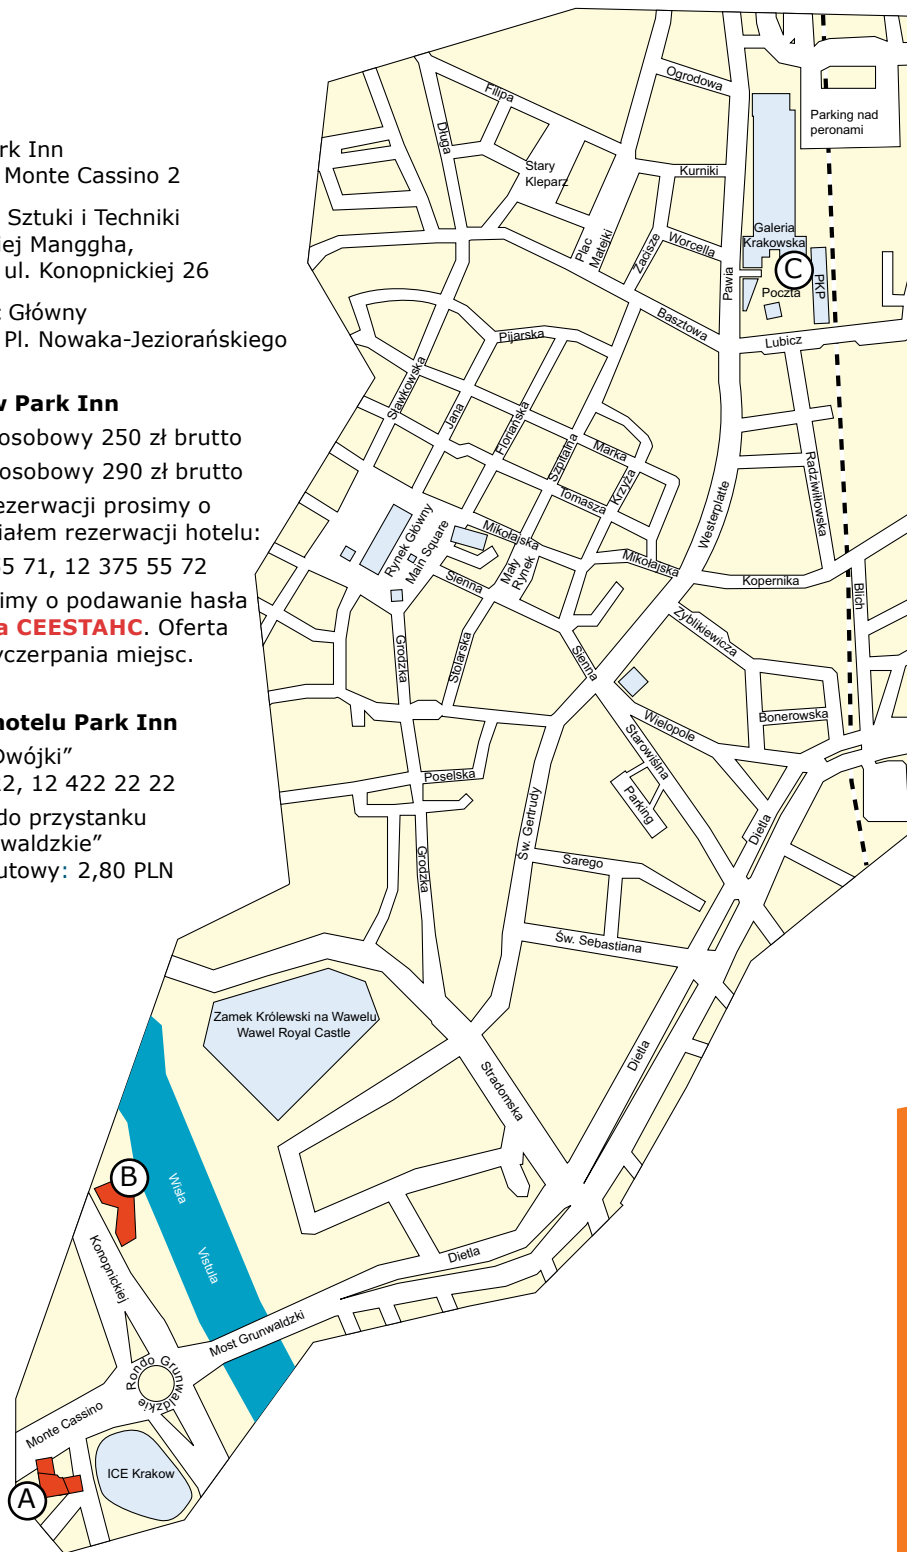 rk Inn
Monte Cassino 2
Sztuki i Techniki
iej Manggha,
ul. Konopnickiej 26
Główny
Pl. Nowaka-Jeziorańskiego
w Park Inn
osobowy 250 zł brutto
osobowy 290 zł brutto
ezerwacji prosimy o
iałem rezerwacji hotelu:
55 71, 12 375 55 72
imy o podawanie hasła
a CEESTAHC. Oferta
yczerpania miejsc.
hotelu Park Inn
Dwójki”
22, 12 422 22 22
do przystanku
waldzkie”
utowy: 2,80 PLN
Ogrodowa
Filipa
Długa
Parking nad
peronami
Stary
Kleparz
Kurniki
Plac
Matejki
Zacisze
Worcella
Galeria
Krakowska
C
Pawia
Poczta
PKP
Basztowa
Lubicz
Pijarska
Sławkowska
Jana
Floriańska
Szpitalna
Marka
Krzyża
Tomasza
Radziwiłłowska
Westerplatte
Rynek Główny
Main Square
Mikołajska
Mały
Rynek
Mikołajska
Sienna
Kopernika
Blich
Zyblikiewicza
Grodzka
Stolarska
Sienna
Wielopole
Bonerowska
Starowiślna
Poselska
Parking
Św. Gertrudy
Dietla
Sarego
Grodzka
Św. Sebastiana
Zamek Królewski na Wawelu
Wawel Royal Castle
Dietla
Stradomska
B
Wisła
Konopnickiej
Vistula
Dietla
Most Grunwaldzki
Rondo Grunwaldzkie
Monte Cassino
ICE Krakow
A